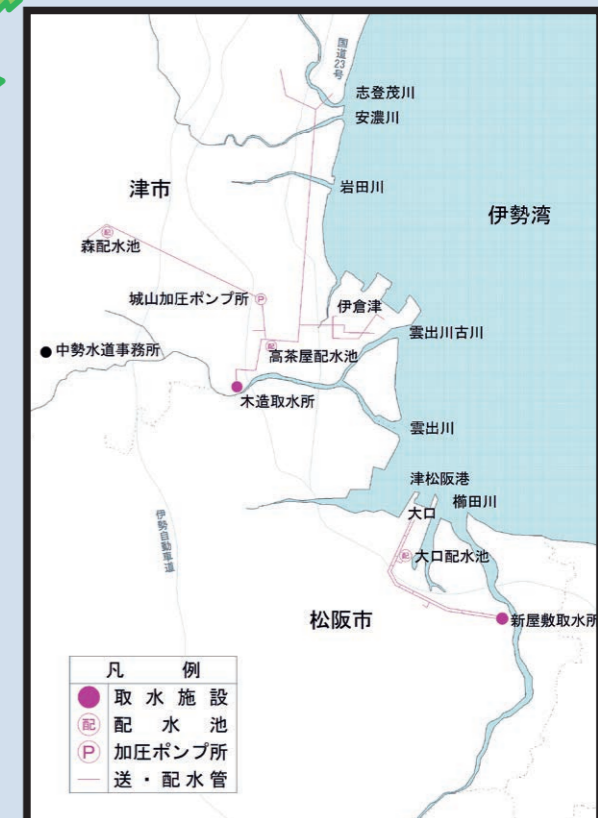 国道23号
志登茂川
安濃川
津市
岩田川
伊勢湾
配
森配水池
城山加圧ポンプ所
P
伊倉津
雲出川古川
中勢水道事務所
配
高茶屋配水池
木造取水所
雲出川
津松阪港
櫛田川
大口
伊勢自動車道
配
大口配水池
松阪市
新屋敷取水所
凡 例
取水施設
配 配水池
P 加圧ポンプ所
送・配水管